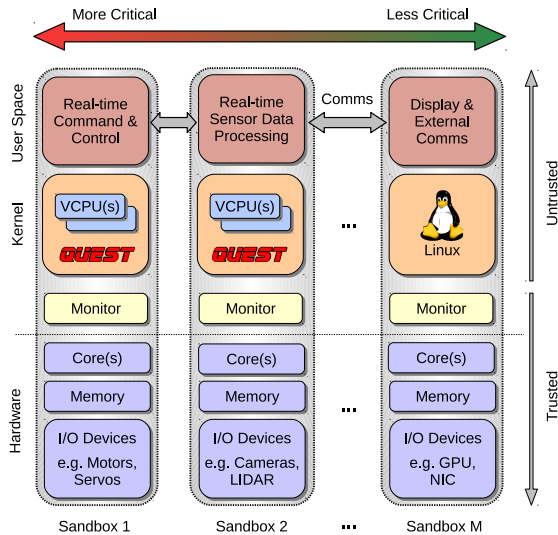 More Critical
Less Critical
User Space
Real-time
Command &
Control
Real-time
Sensor Data
Processing
Comms
Display &
External
Comms
Untrusted
Kernel
VCPU(s)
QUEST
VCPU(s)
QUEST
...
Linux
Monitor
Monitor
Monitor
Trusted
Hardware
Core(s)
Core(s)
Core(s)
Memory
Memory
...
Memory
I/O Devices
e.g. Motors,
Servos
I/O Devices
e.g. Cameras,
LIDAR
I/O Devices
e.g. GPU,
NIC
Sandbox 1
Sandbox 2
...
Sandbox M